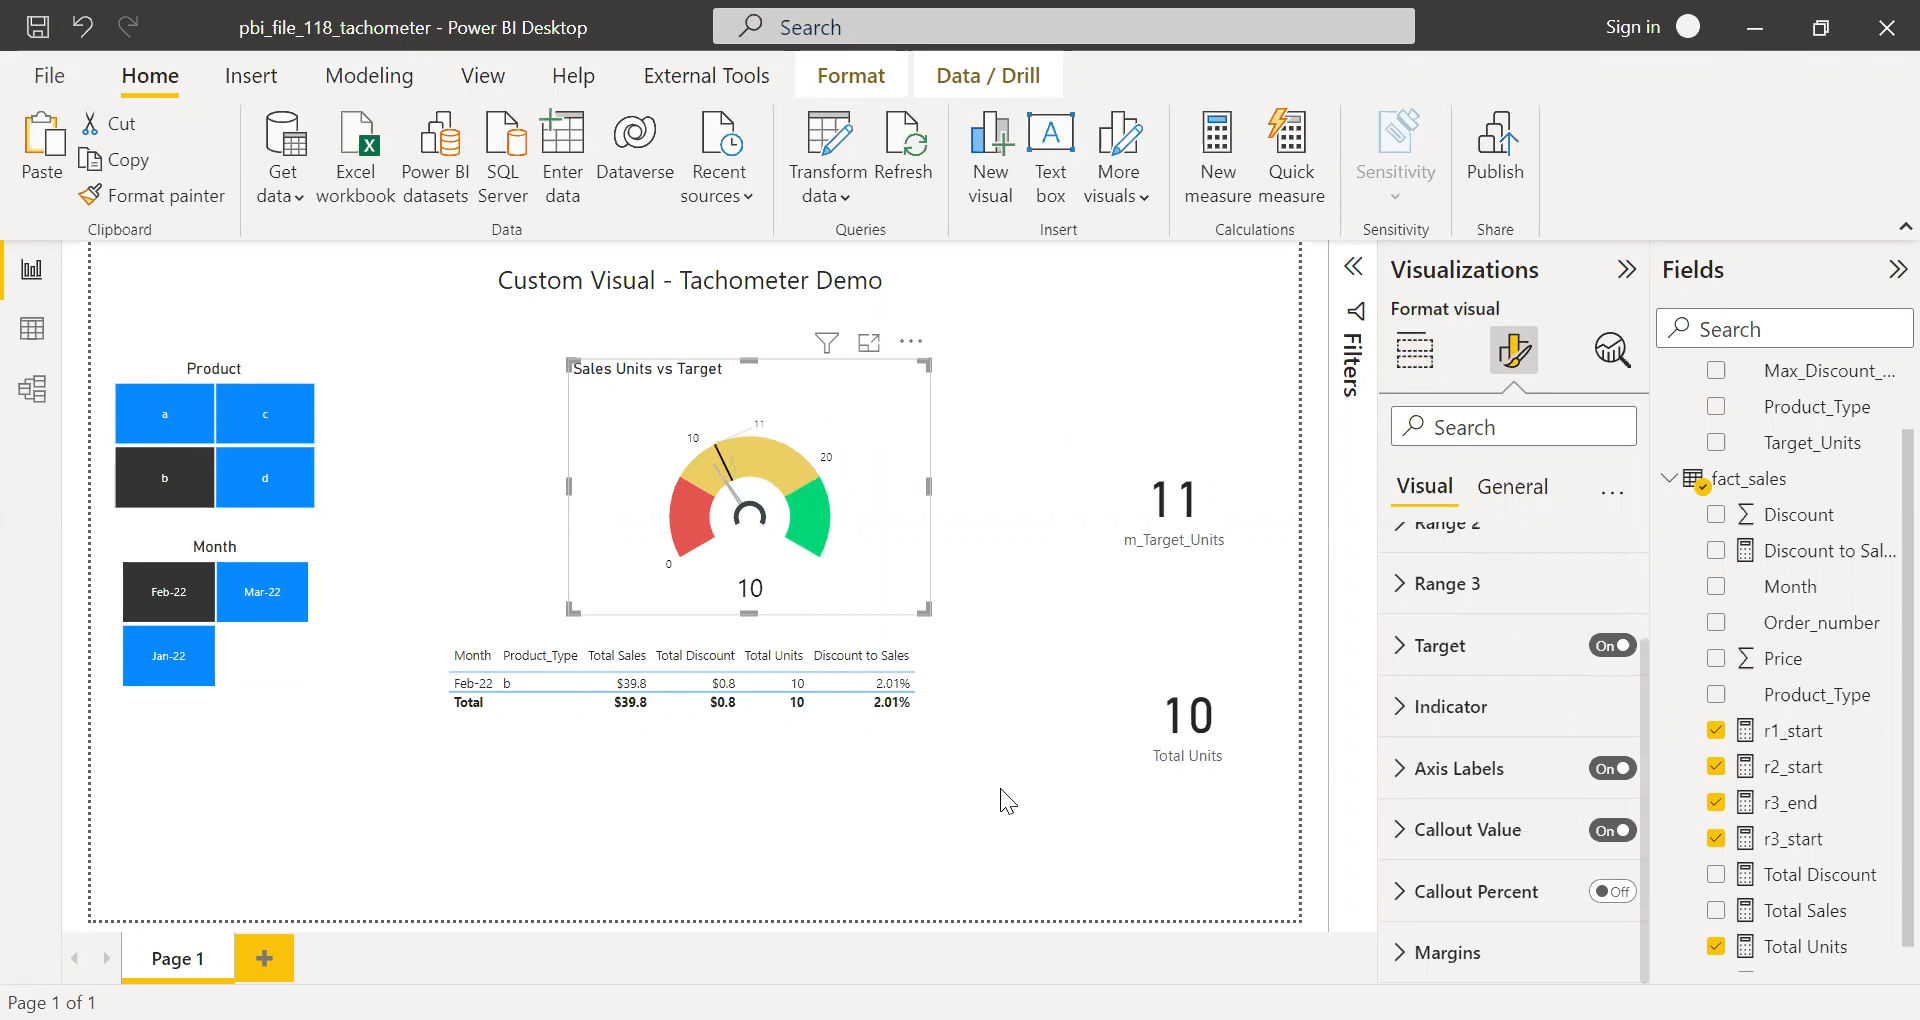 pbi_file_118_tachometer - Power BI Desktop
Search
Sign in
File
Home
Insert
Modeling
View
Help
External Tools
Format
Data / Drill
Paste
Cut
Copy
Format painter
Clipboard
Get data
Excel workbook
Power BI datasets
SQL Server
Enter data
Dataverse
Recent sources
Data
Transform data
Refresh
Queries
New visual
Text box
More visuals
Insert
New measure
Quick measure
Calculations
Sensitivity
Sensitivity
Publish
Share
Custom Visual - Tachometer Demo
Product
a
c
b
d
Month
Feb-22
Mar-22
Jan-22
Sales Units vs Target
11
10
20
0
10
Month Product_Type Total Sales Total Discount Total Units Discount to Sales
Feb-22 b $39.8 $0.8 10 2.01%
Total $39.8 $0.8 10 2.01%
11
m_Target_Units
10
Total Units
Filters
Visualizations
Format visual
Search
Visual
General
...
Range 2
Range 3
Target On
Indicator
Axis Labels On
Callout Value On
Callout Percent Off
Margins
Fields
Search
Max_Discount_...
Product_Type
Target_Units
fact_sales
Discount
Discount to Sal...
Month
Order_number
Price
Product_Type
r1_start
r2_start
r3_end
r3_start
Total Discount
Total Sales
Total Units
Page 1
Page 1 of 1